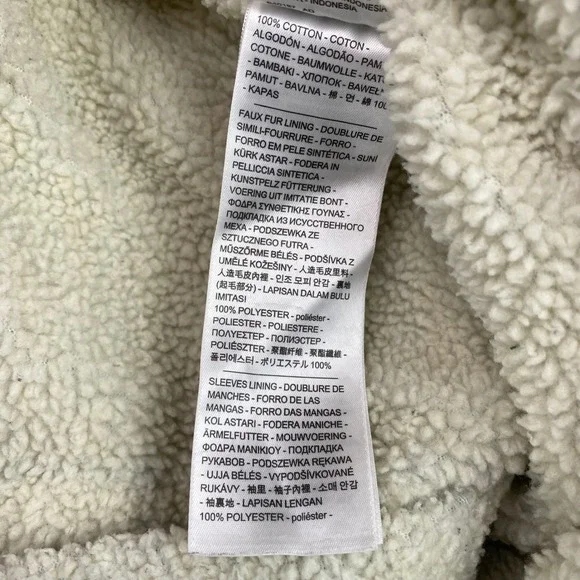 INDONESIA
INDONESIA
100% COTTON - COTON -
ALGODÓN - ALGODÃO - PAM
COTONE - BAUMWOLLE - KAT
- BAMBAKI - ХЛОПОК - BAWEŁ
PAMUT - BAVLNA - 棉 - 면 - 綿 100
- KAPAS
FAUX FUR LINING - DOUBLURE DE
SIMILI-FOURRURE - FORRO -
FORRO EM PELE SINTÉTICA - SUNI
KÜRK ASTAR - FODERA IN
PELLICCIA SINTETICA -
KUNSTPELZ FÜTTERUNG -
VOERING UIT IMITATIE BONT -
ΦΟΔΡΑ ΣΥΝΘΕΤΙΚΗΣ ΓΟΥΝΑΣ -
ПОДКЛАДКА ИЗ ИСКУССТВЕННОГО
МЕХА - PODSZEWKA ZE
SZTUCZNEGO FUTRA -
MŰSZŐRME BÉLÉS - PODŠÍVKA Z
UMĚLÉ KOŽEŠINY - 人造毛皮里料 -
人造毛皮內裡 - 인조 모피 안감 - 裏地
(起毛部分) - LAPISAN DALAM BULU
IMITASI
100% POLYESTER - poliéster -
POLIESTER - POLIESTERE -
ΠΟΛΥΕΣΤΕΡ - ПОЛИЭСТЕР -
POLIÉSZTER - 聚酯纤维 - 聚酯纖維 -
폴리에스터 - ポリエステル 100%
SLEEVES LINING - DOUBLURE DE
MANCHES - FORRO DE LAS
MANGAS - FORRO DAS MANGAS -
KOL ASTARI - FODERA MANICHE -
ÄRMELFUTTER - MOUWVOERING -
ΦΟΔΡΑ ΜΑΝΙΚΙΟΥ - ПОДКЛАДКА
РУКАВОВ - PODSZEWKA RĘKAWA
- UJJA BÉLÉS - VYPODŠÍVKOVANÉ
RUKÁVY - 袖里 - 袖子內裡 - 소매 안감
- 袖裏地 - LAPISAN LENGAN
100% POLYESTER - poliéster -